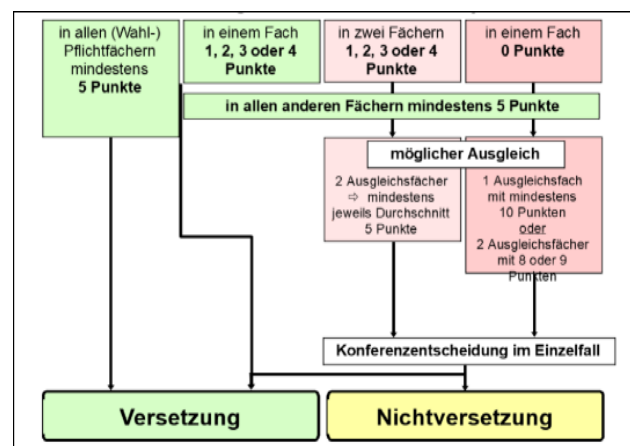 in allen (Wahl-)
Pflichtfächern
mindestens
5 Punkte
in einem Fach
1, 2, 3 oder 4
Punkte
in zwei Fächern
1, 2, 3 oder 4
Punkte
in einem Fach
0 Punkte
in allen anderen Fächern mindestens 5 Punkte
möglicher Ausgleich
2 Ausgleichsfächer
⇨ mindestens
jeweils Durchschnitt
5 Punkte
1 Ausgleichsfach
mit mindestens
10 Punkten
oder
2 Ausgleichsfächer
mit 8 oder 9
Punkten
Konferenzentscheidung im Einzelfall
Versetzung
Nichtversetzung